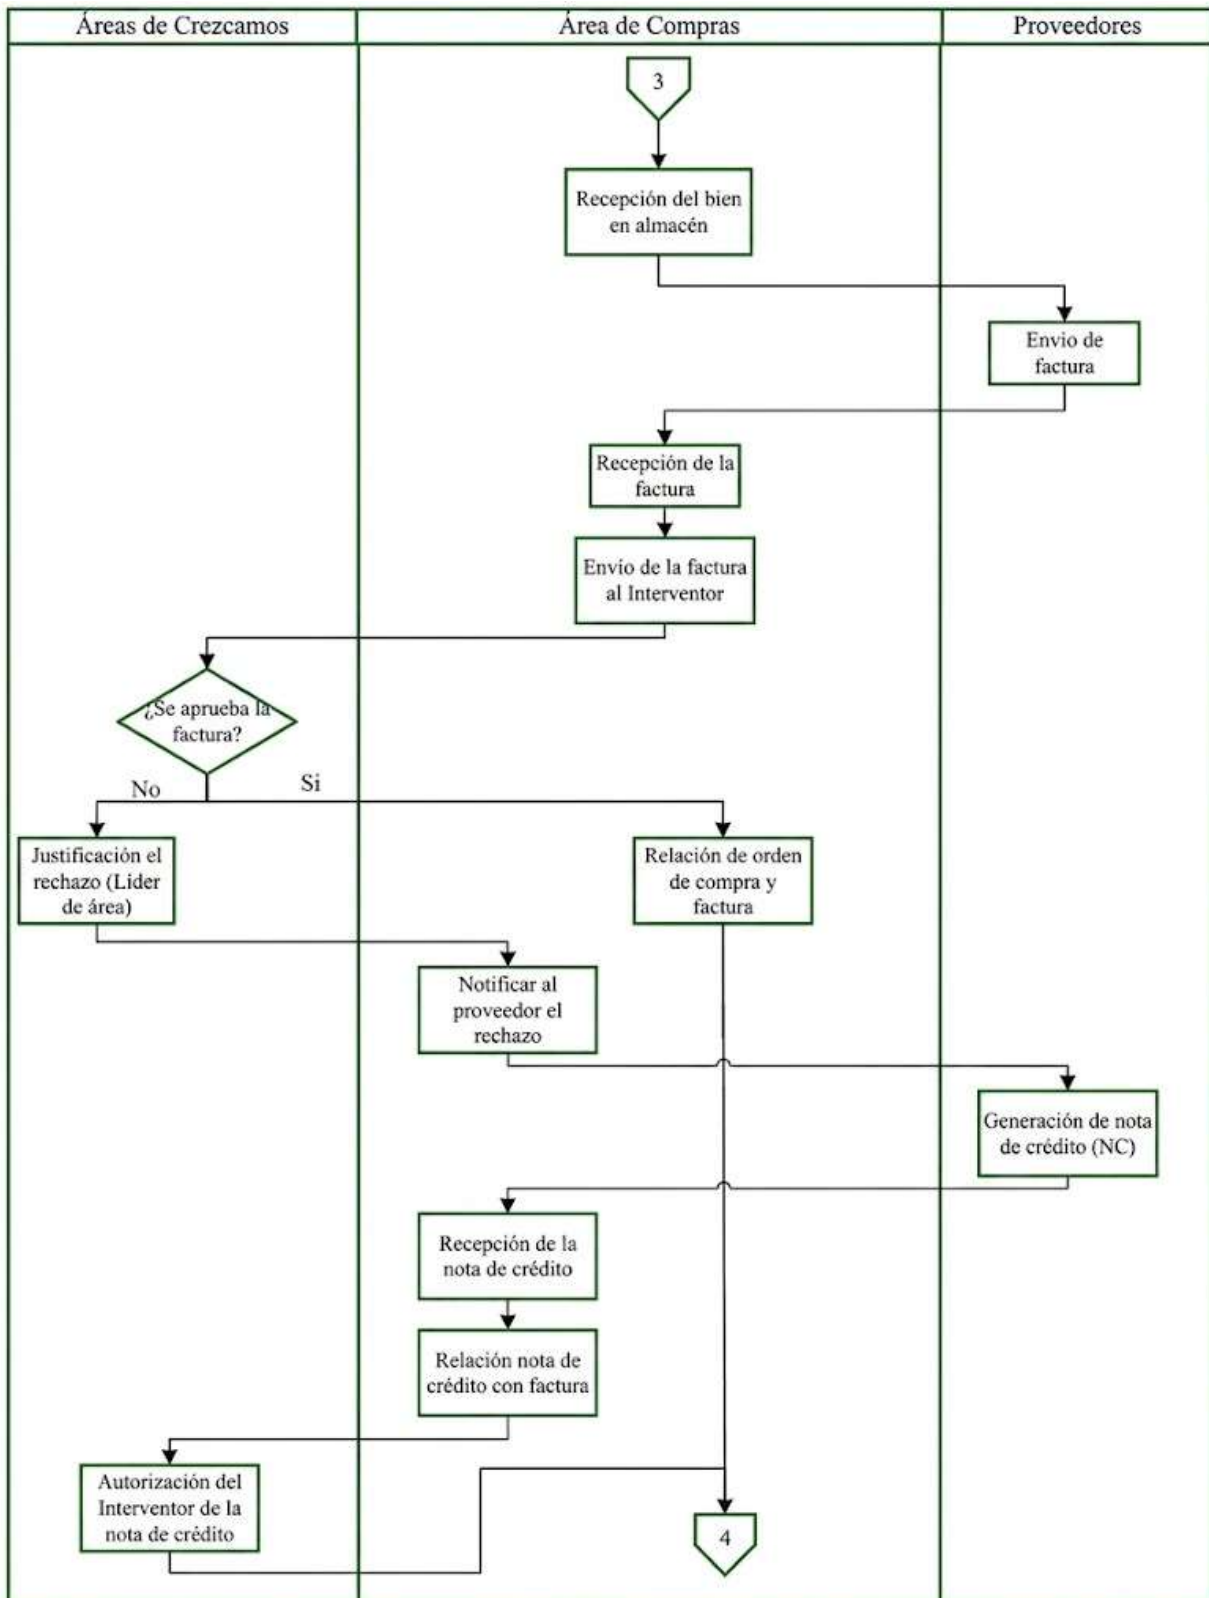 Áreas de Crezcamos
Área de Compras
Proveedores
3
Recepción del bien
en almacén
Envio de
factura
Recepción de la
factura
Envío de la factura
al Interventor
¿Se aprueba la
factura?
No
Si
Justificación el
rechazo (Lider
de área)
Relación de orden
de compra y
factura
Notificar al
proveedor el
rechazo
Generación de nota
de crédito (NC)
Recepción de la
nota de crédito
Relación nota de
crédito con factura
Autorización del
Interventor de la
nota de crédito
4